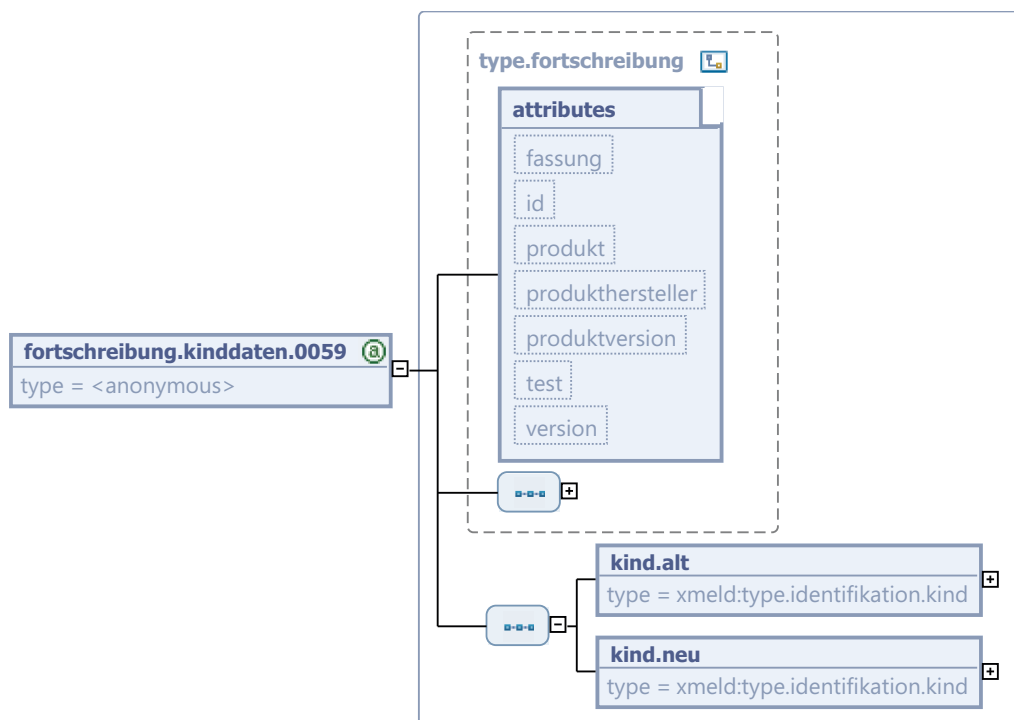 type.fortschreibung
attributes
fassung
id
produkt
produkthersteller
produktversion
test
version
fortschreibung.kinddaten.0059 @
type = <anonymous>
kind.alt
type = xmeld:type.identifikation.kind
kind.neu
type = xmeld:type.identifikation.kind